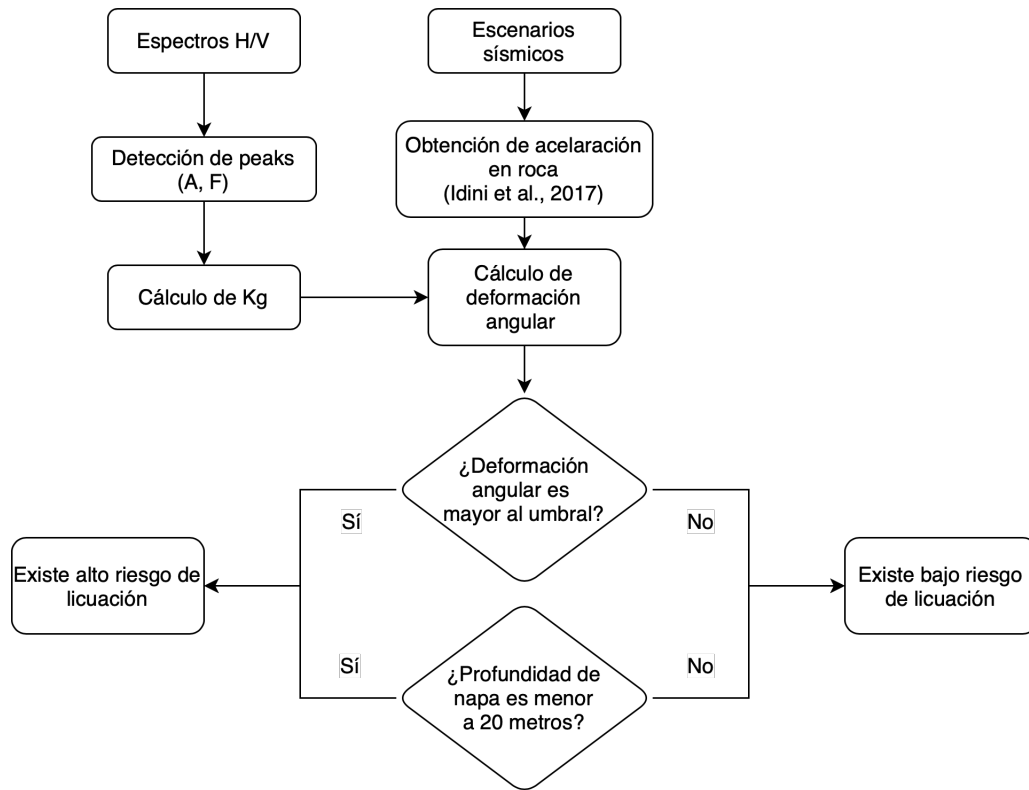 Espectros H/V
Escenarios
sísmicos
Detección de peaks
(A, F)
Obtención de acelaración
en roca
(Idini et al., 2017)
Cálculo de Kg
Cálculo de
deformación
angular
¿Deformación
angular es
mayor al umbral?
Sí
No
Existe alto riesgo de
licuación
Existe bajo riesgo
de licuación
Sí
No
¿Profundidad de
napa es menor
a 20 metros?